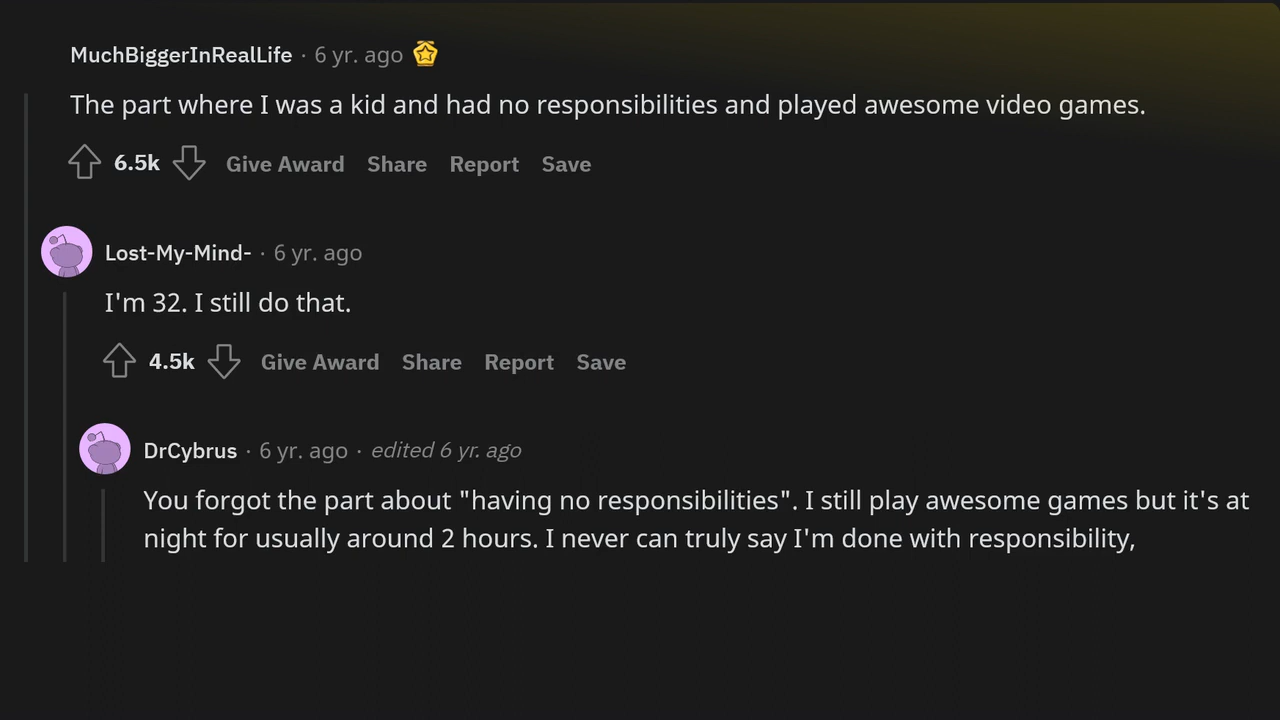 MuchBiggerInRealLife · 6 yr. ago
The part where I was a kid and had no responsibilities and played awesome video games.
6.5k Give Award Share Report Save
Lost-My-Mind- · 6 yr. ago
I'm 32. I still do that.
4.5k Give Award Share Report Save
DrCybrus · 6 yr. ago · edited 6 yr. ago
You forgot the part about "having no responsibilities". I still play awesome games but it's at
night for usually around 2 hours. I never can truly say I'm done with responsibility,